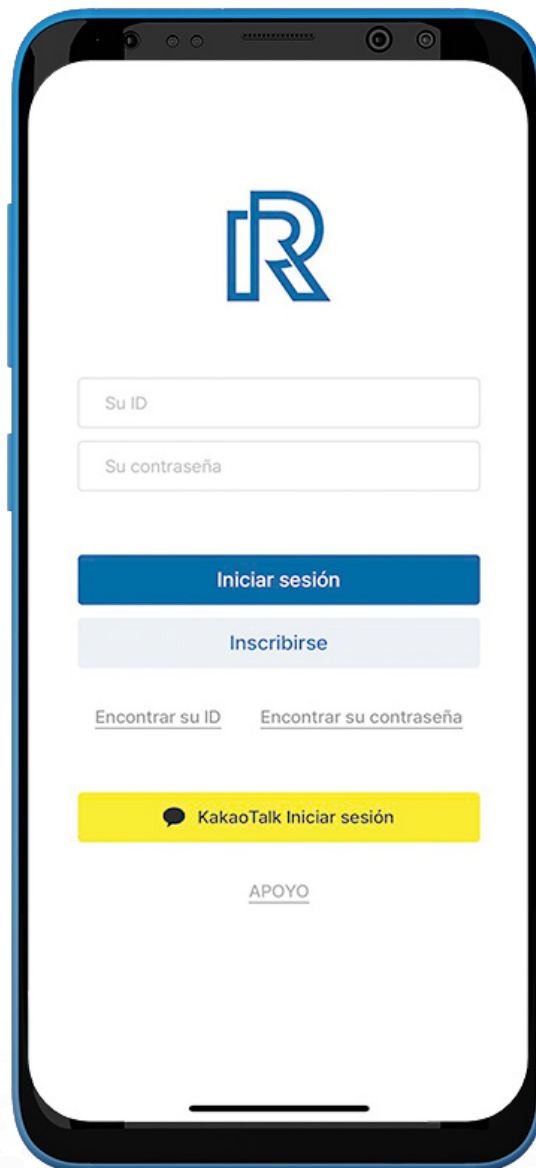 Su ID
Su contraseña
Iniciar sesión
Inscribirse
Encontrar su ID Encontrar su contraseña
KakaoTalk Iniciar sesión
APOYO